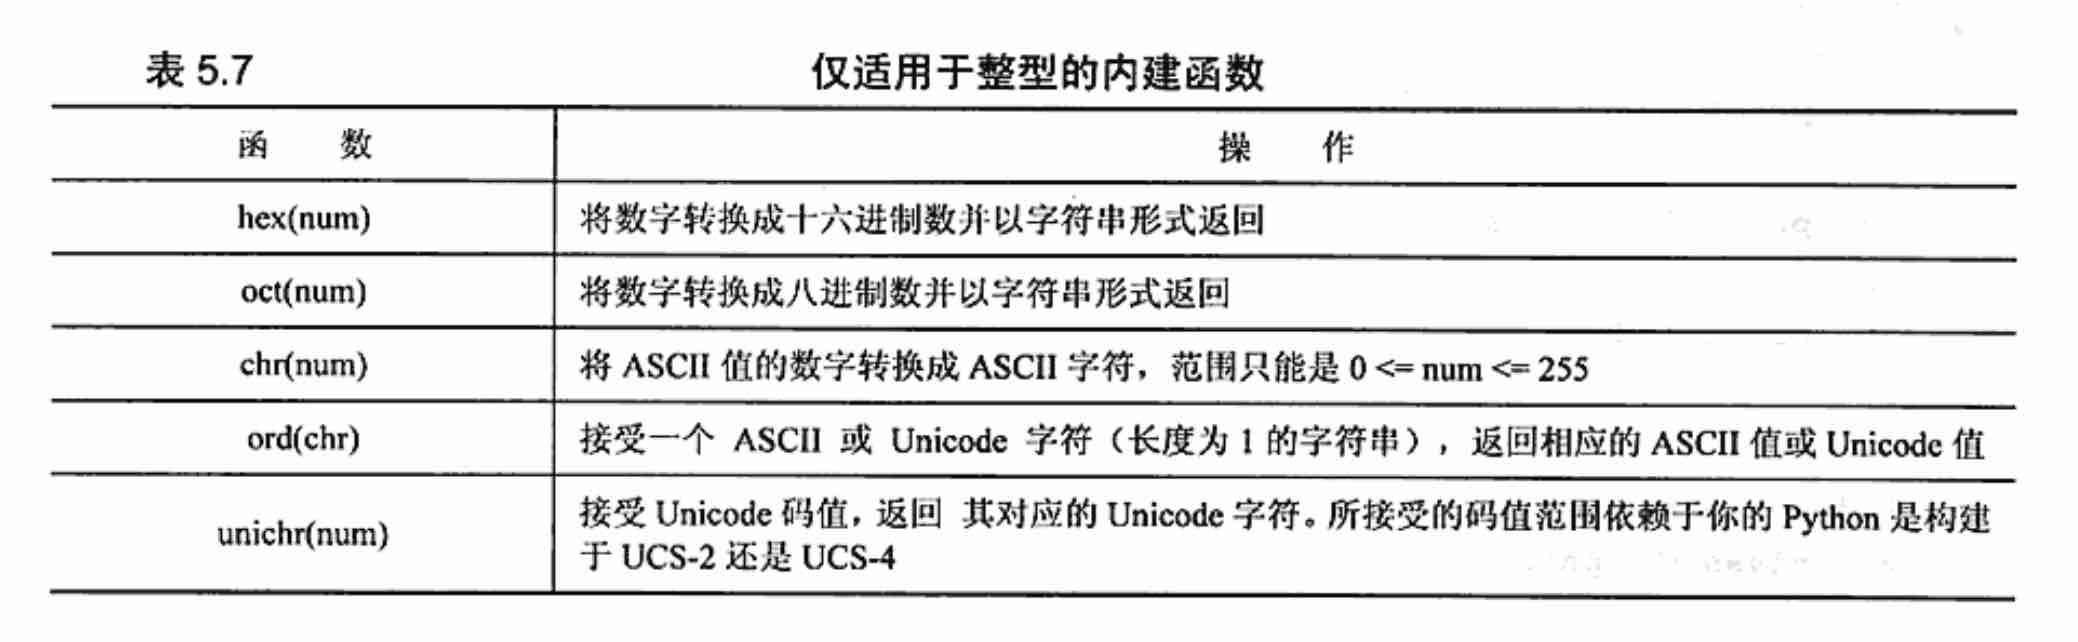 表 5.7 仅适用于整型的内建函数
函 数 操 作
hex(num) 将数字转换成十六进制数并以字符串形式返回
oct(num) 将数字转换成八进制数并以字符串形式返回
chr(num) 将 ASCII 值的数字转换成 ASCII 字符，范围只能是 0 <= num <= 255
ord(chr) 接受一个 ASCII 或 Unicode 字符（长度为 1 的字符串），返回相应的 ASCII 值或 Unicode 值
unichr(num) 接受 Unicode 码值，返回 其对应的 Unicode 字符。所接受的码值范围依赖于你的 Python 是构建
于 UCS-2 还是 UCS-4